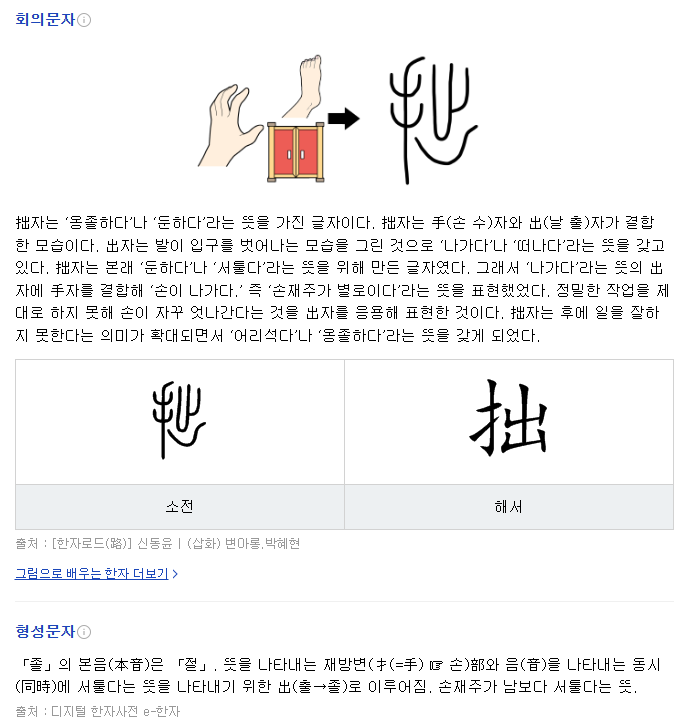 회의문자
拙자는 ‘옹졸하다’나 ‘둔하다’라는 뜻을 가진 글자이다. 拙자는 手(손 수)자와 出(날 출)자가 결합
한 모습이다. 出자는 발이 입구를 벗어나는 모습을 그린 것으로 ‘나가다’나 ‘떠나다’라는 뜻을 갖고
있다. 拙자는 본래 ‘둔하다’나 ‘서툴다’라는 뜻을 위해 만든 글자였다. 그래서 ‘나가다’라는 뜻의 出
자에 手자를 결합해 ‘손이 나가다.’ 즉 ‘손재주가 별로이다’라는 뜻을 표현했었다. 정밀한 작업을 제
대로 하지 못해 손이 자꾸 엇나간다는 것을 出자를 응용해 표현한 것이다. 拙자는 후에 일을 잘하
지 못한다는 의미가 확대되면서 ‘어리석다’나 ‘옹졸하다’라는 뜻을 갖게 되었다.
拙
소전 해서
출처 : [한자로드(路)] 신동윤 | (삽화) 변아롱,박혜현
그림으로 배우는 한자 더보기 >
형성문자
「졸」의 본음(本音)은 「절」. 뜻을 나타내는 재방변(扌(=手) ☞ 손)部와 음(音)을 나타내는 동시
(同時)에 서툴다는 뜻을 나타내기 위한 出(출→졸)로 이루어짐. 손재주가 남보다 서툴다는 뜻.
출처 : 디지털 한자사전 e-한자